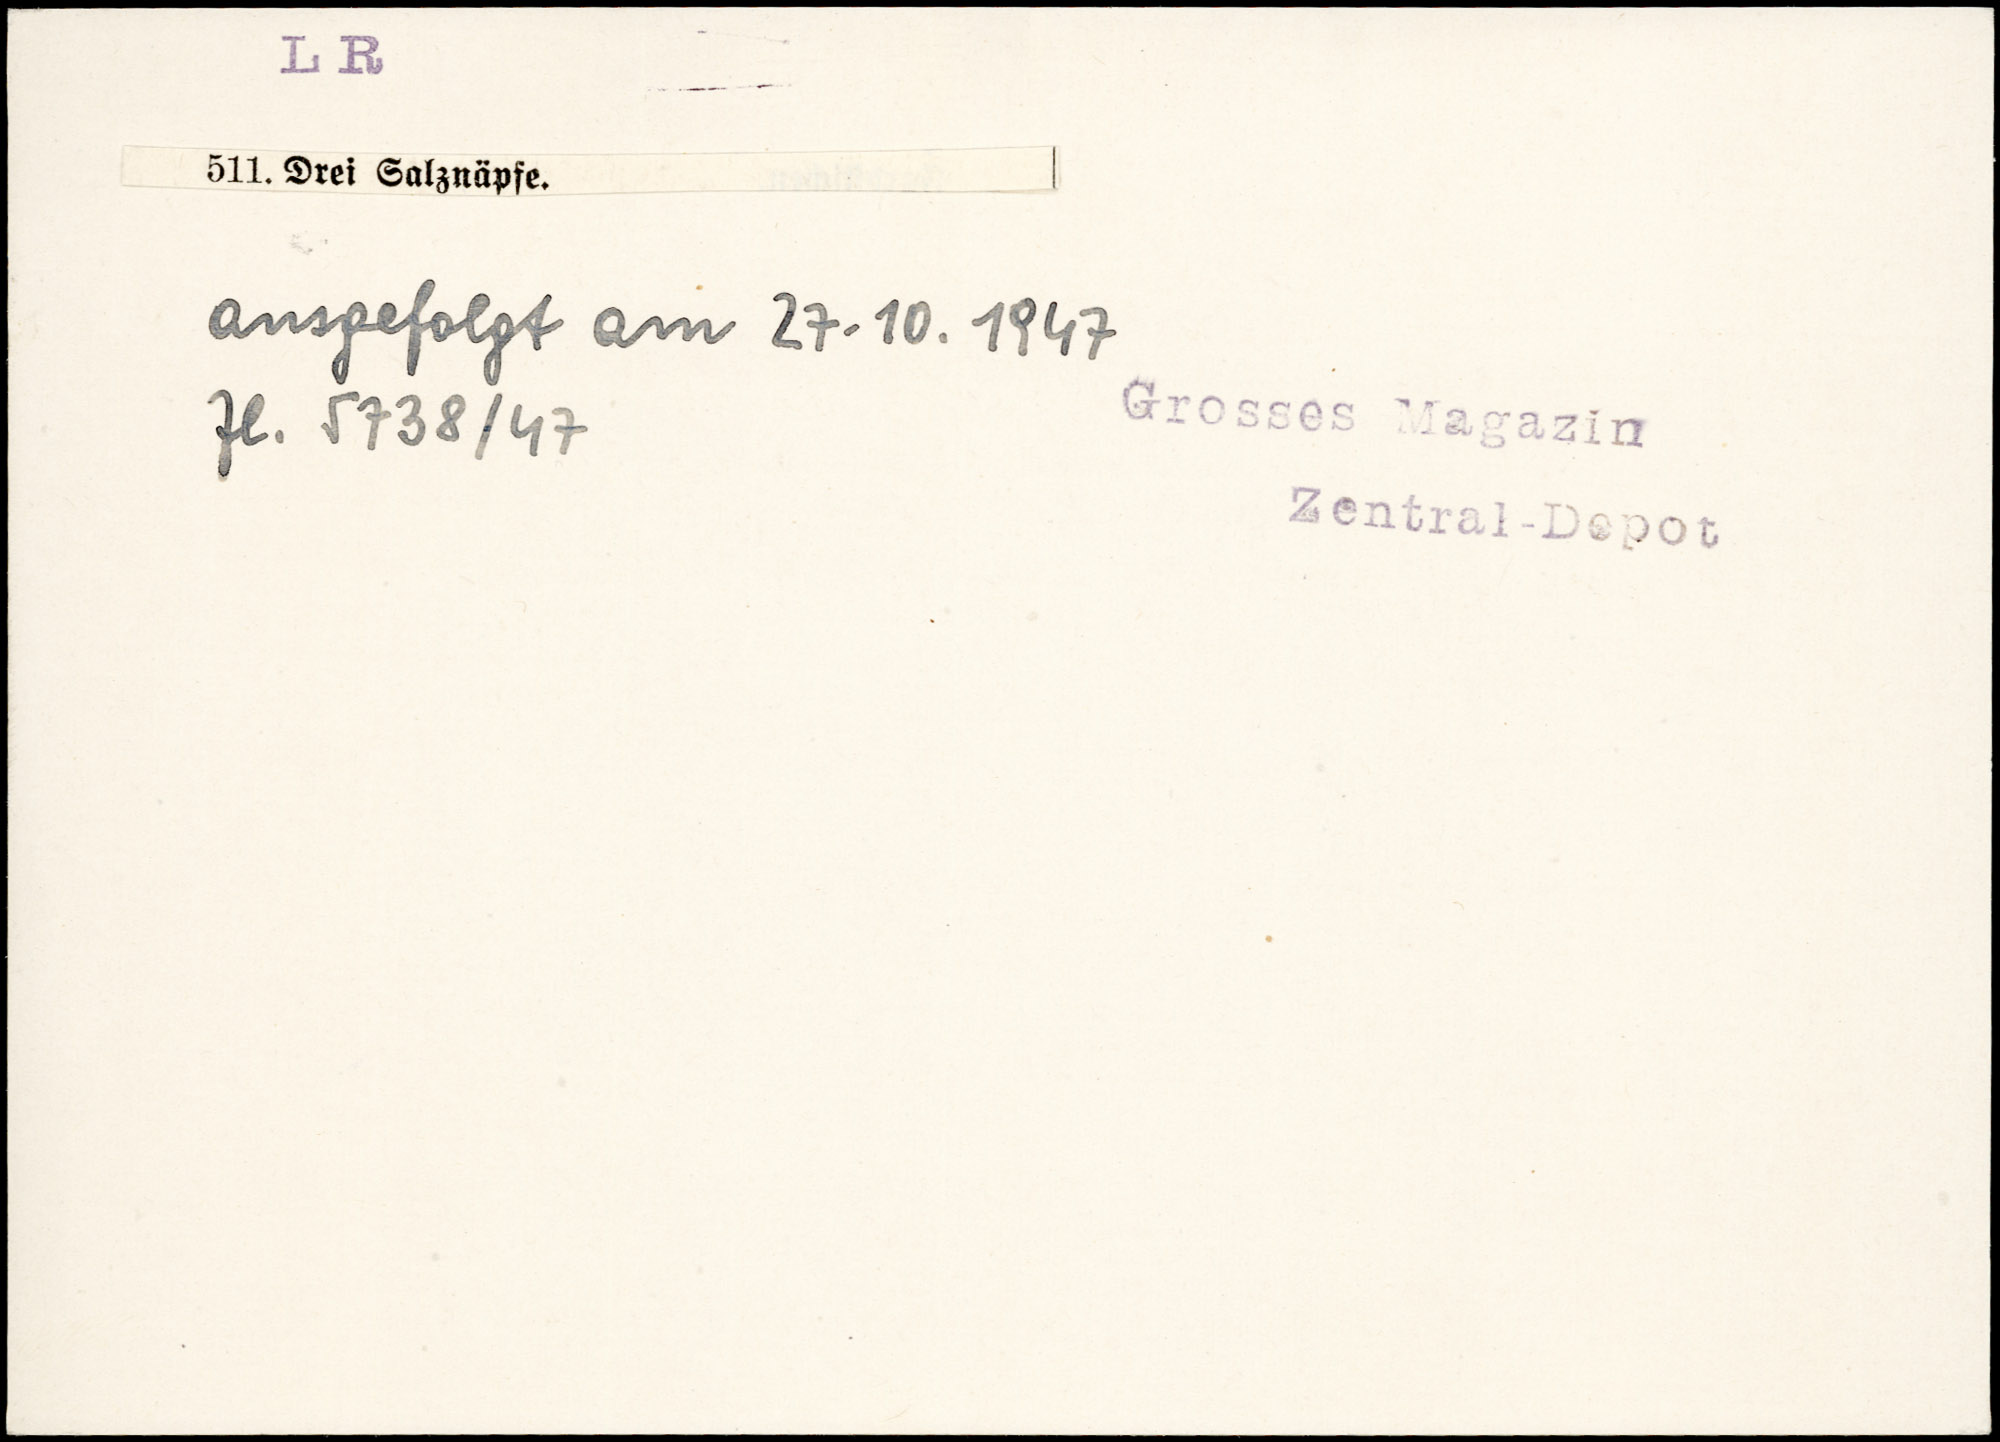 L R
511. Drei Salznäpfe.
ausgefolgt am 27.10.1947
Zl. 5738/47
Grosses Magazin
Zentral-Depot